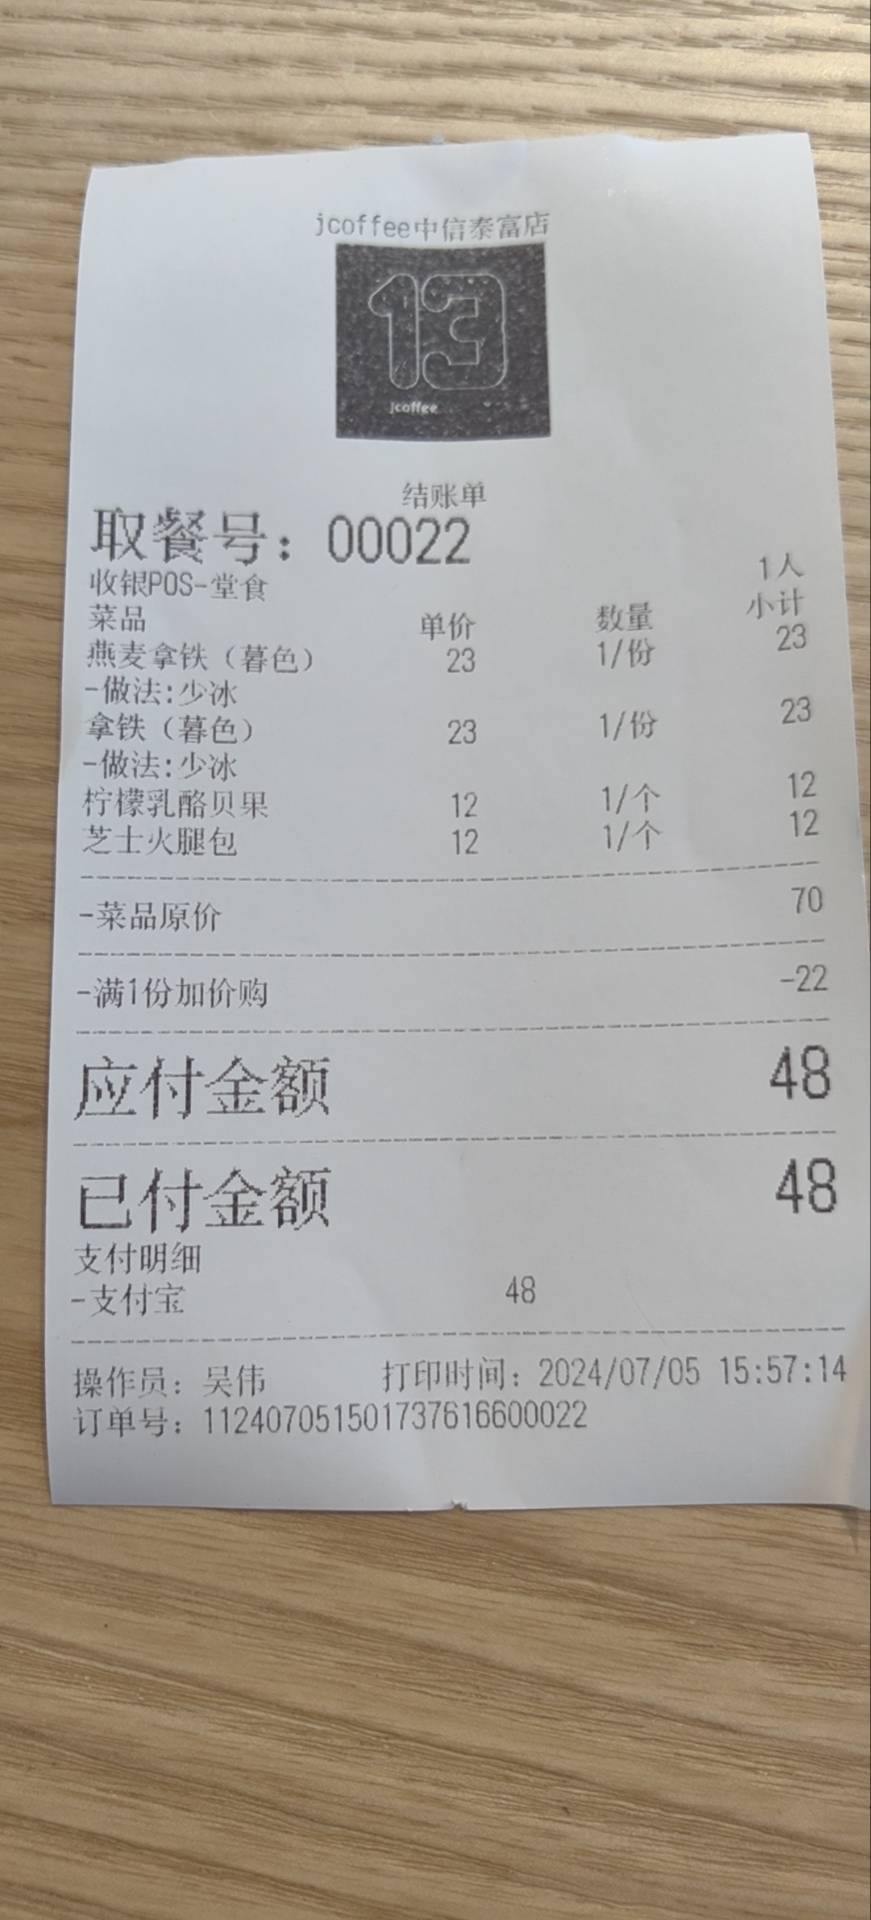 jcoffee中信泰富店
13
jcoffee
结账单
取餐号：00022
收银POS-堂食 1人
菜品 单价 数量 小计
燕麦拿铁（暮色） 23 1/份 23
-做法:少冰
拿铁（暮色） 23 1/份 23
-做法:少冰
柠檬乳酪贝果 12 1/个 12
芝士火腿包 12 1/个 12
-菜品原价 70
-满1份加价购 -22
应付金额 48
已付金额 48
支付明细
-支付宝 48
操作员：吴伟 打印时间：2024/07/05 15:57:14
订单号：112407051501737616600022